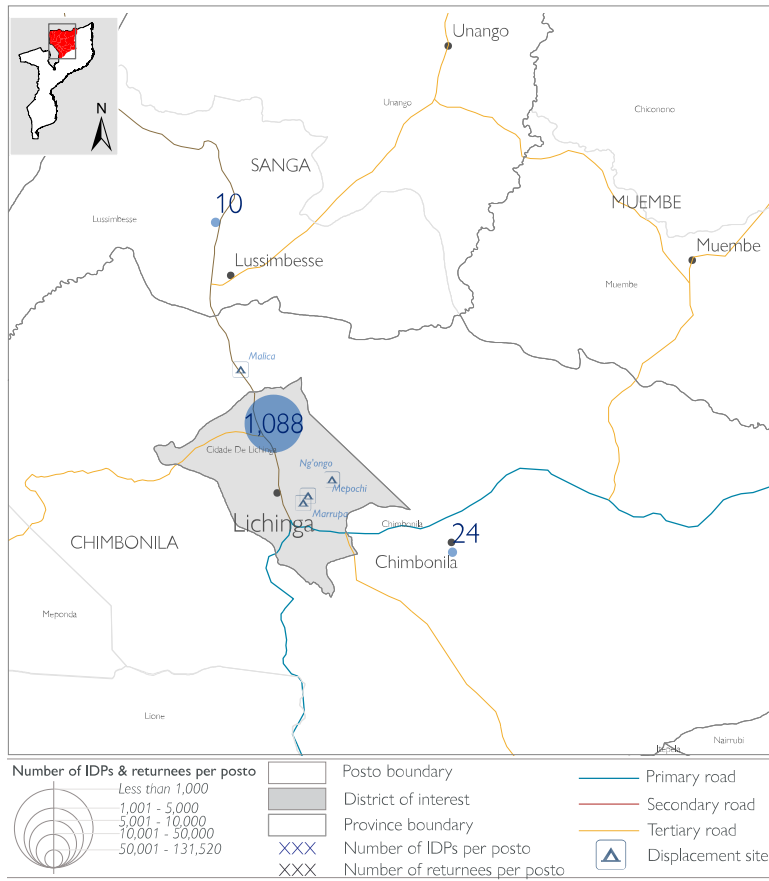 N
Unango
Unango
Chiconono
SANGA
10
Lussimbesse
MUEMBE
Muembe
Lussimbesse
Muembe
Malica
1,088
Cidade De Lichinga
Ng'ongo
Mepochi
Marrupa
Lichinga
Chimbonila
24
CHIMBONILA
Chimbonila
Meponda
Lione
Nairrubi
Itepela
Number of IDPs & returnees per posto
Less than 1,000
1,001 - 5,000
5,001 - 10,000
10,001 - 50,000
50,001 - 131,520
Posto boundary
District of interest
Province boundary
XXX Number of IDPs per posto
XXX Number of returnees per posto
Primary road
Secondary road
Tertiary road
Displacement site